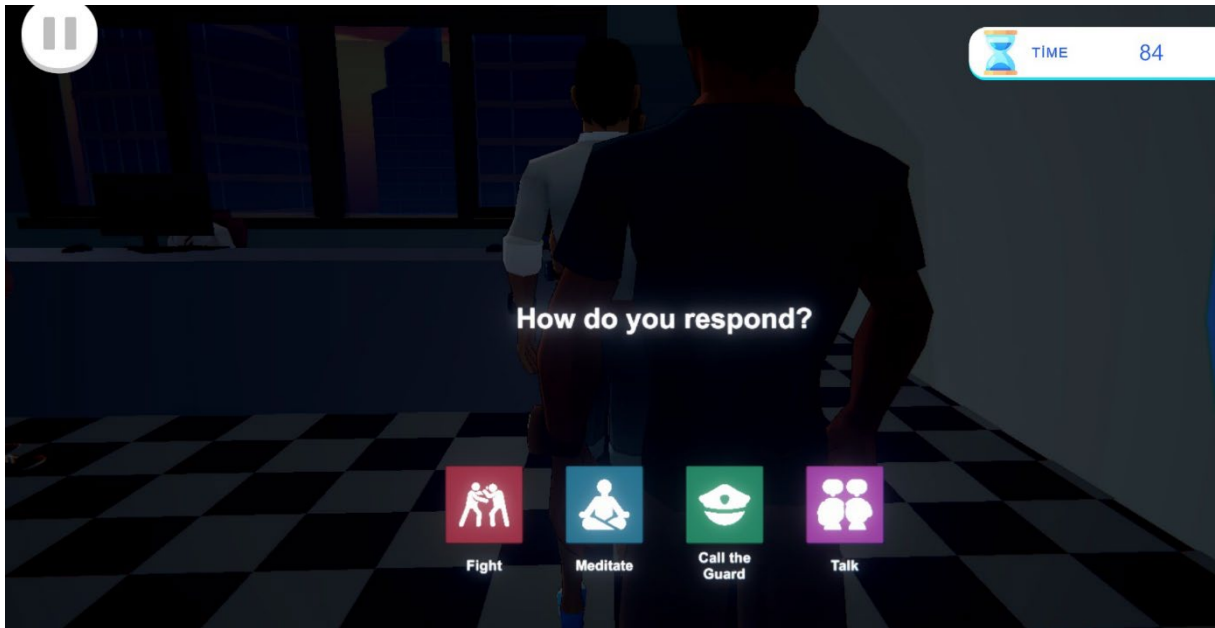 TİME 84
How do you respond?
Fight
Meditate
Call the
Guard
Talk